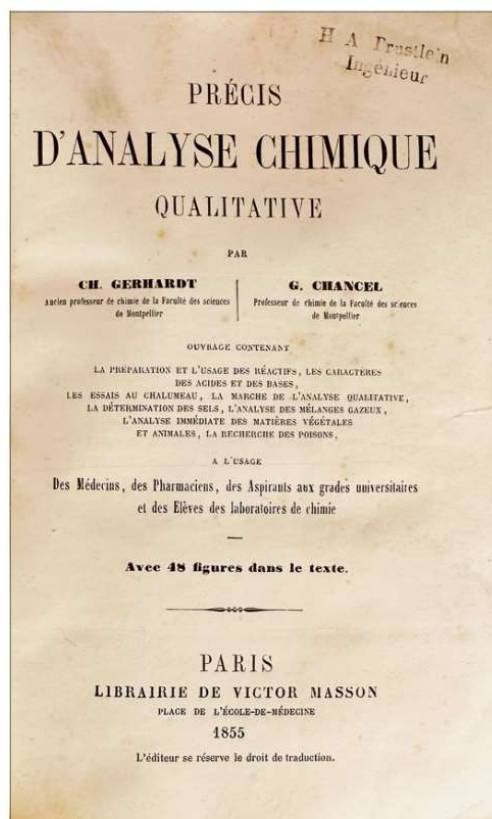 H A Prustlein
Ingénieur
PRÉCIS
D'ANALYSE CHIMIQUE
QUALITATIVE
PAR
CH. GERHARDT
Ancien professeur de chimie de la Faculté des sciences
de Montpellier
G. CHANCEL
Professeur de chimie de la Faculté des sciences
de Montpellier
OUVRAGE CONTENANT
LA PRÉPARATION ET L'USAGE DES RÉACTIFS, LES CARACTÈRES
DES ACIDES ET DES BASES,
LES ESSAIS AU CHALUMEAU, LA MARCHE DE L'ANALYSE QUALITATIVE,
LA DÉTERMINATION DES SELS, L'ANALYSE DES MÉLANGES GAZEUX,
L'ANALYSE IMMÉDIATE DES MATIÈRES VÉGÉTALES
ET ANIMALES, LA RECHERCHE DES POISONS,
A L'USAGE
Des Médecins, des Pharmaciens, des Aspirants aux grades universitaires
et des Elèves des laboratoires de chimie
Avec 48 figures dans le texte.
PARIS
LIBRAIRIE DE VICTOR MASSON
PLACE DE L'ÉCOLE-DE-MÉDECINE
1855
L'éditeur se réserve le droit de traduction.